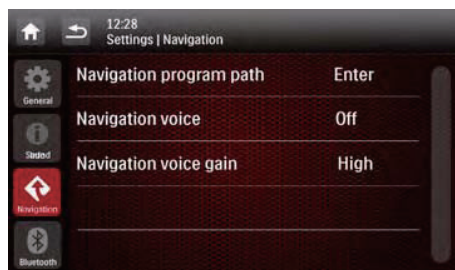 12:28
Settings | Navigation
General
Navigation program path Enter
Navigation voice Off
Navigation voice gain High
Navigation
Bluetooth